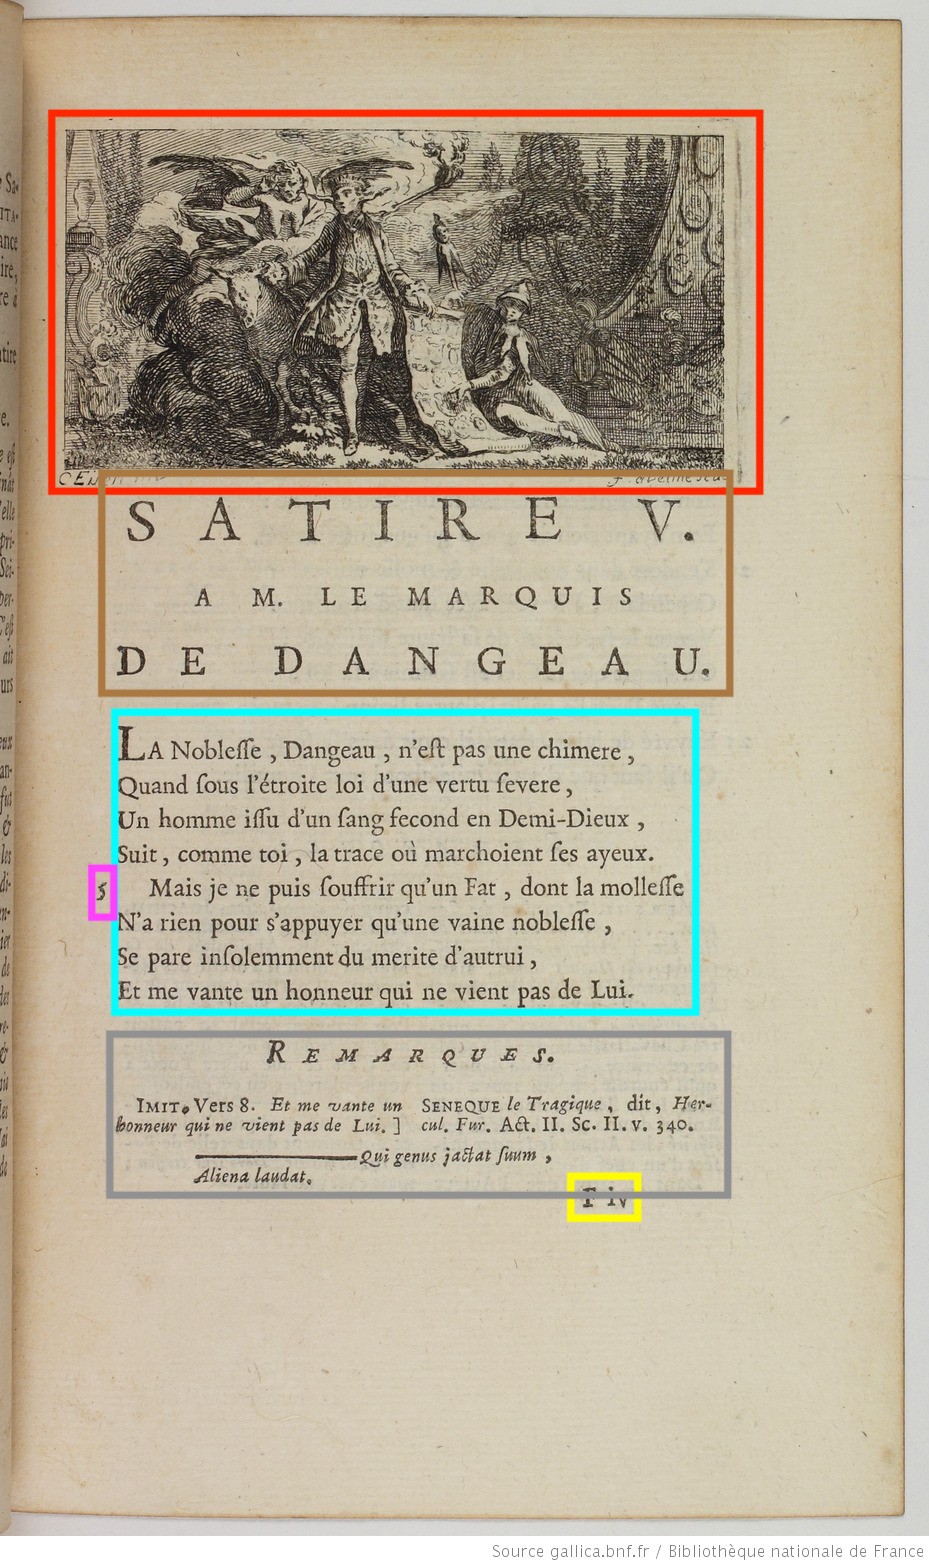 SATIRE V.
A M. LE MARQUIS
DE DANGEAU.
LA Nobleſſe, Dangeau, n'eſt pas une chimere,
Quand ſous l'étroite loi d'une vertu ſevere,
Un homme iſſu d'un ſang fecond en Demi-Dieux,
Suit, comme toi, la trace où marchoient ſes ayeux.
5 Mais je ne puis ſouffrir qu'un Fat, dont la molleſſe
N'a rien pour s'appuyer qu'une vaine nobleſſe,
Se pare inſolemment du merite d'autrui,
Et me vante un honneur qui ne vient pas de Lui.
REMARQUES.
IMIT. Vers 8. Et me vante un
honneur qui ne vient pas de Lui. ]
SENEQUE le Tragique, dit, Her-
cul. Fur. Act. II. Sc. II. v. 340.
Qui genus jactat ſuum,
Aliena laudat.
F iv
Source gallica.bnf.fr / Bibliothèque nationale de France